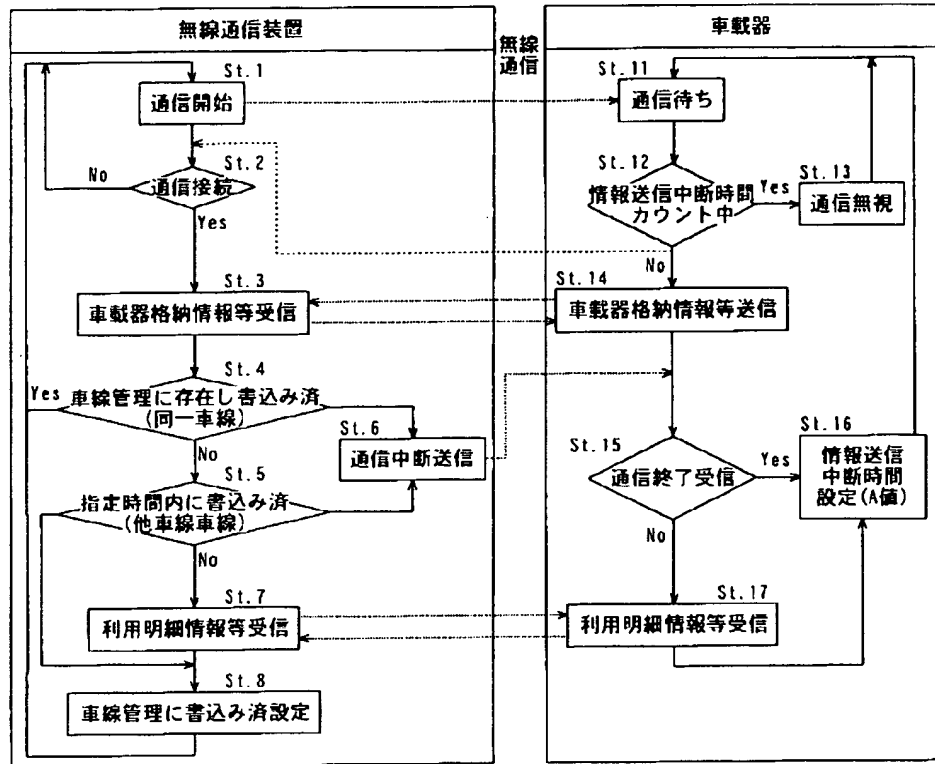 無線通信装置
無線
通信
車載器
St.1
通信開始
St.2
No
通信接続
Yes
St.3
車載器格納情報等受信
St.4
Yes
車線管理に存在し書込み済
(同一車線)
No
St.5
指定時間内に書込み済
(他車線車線)
No
St.6
通信中断送信
St.7
利用明細情報等受信
St.8
車線管理に書込み済設定
St.11
通信待ち
St.12
情報送信中断時間
カウント中
Yes
St.13
通信無視
No
St.14
車載器格納情報等送信
St.15
通信終了受信
Yes
St.16
情報送信
中断時間
設定(A値)
No
St.17
利用明細情報等受信